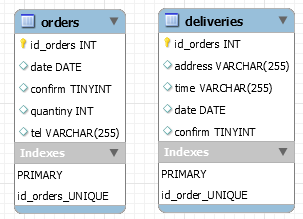 orders
id_orders INT
date DATE
confirm TINYINT
quantiny INT
tel VARCHAR(255)
Indexes
PRIMARY
id_orders_UNIQUE
deliveries
id_orders INT
address VARCHAR(255)
time VARCHAR(255)
date DATE
confirm TINYINT
Indexes
PRIMARY
id_order_UNIQUE